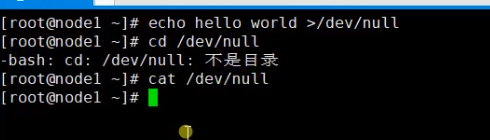 [root@node1 ~]# echo hello world >/dev/null
[root@node1 ~]# cd /dev/null
-bash: cd: /dev/null: 不是目录
[root@node1 ~]# cat /dev/null
[root@node1 ~]#